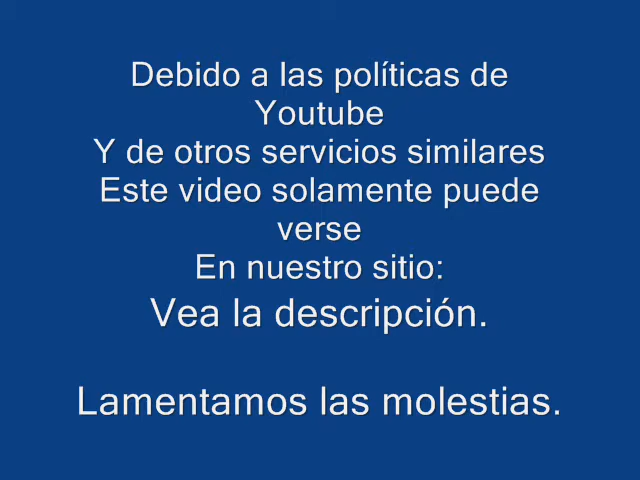 Debido a las políticas de
Youtube
Y de otros servicios similares
Este video solamente puede
verse
En nuestro sitio:
Vea la descripción.
Lamentamos las molestias.